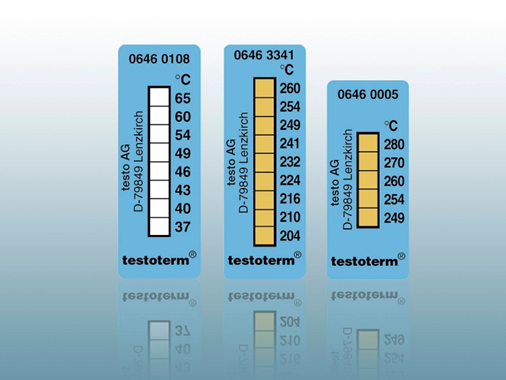 0646 0108
°C
65
60
54
49
46
43
40
37
testo AG
D-79849 Lenzkirch
testoterm®
0646 3341
°C
260
254
249
241
232
224
216
210
204
testo AG
D-79849 Lenzkirch
testoterm®
0646 0005
°C
280
270
260
254
249
testo AG
D-79849 Lenzkirch
testoterm®